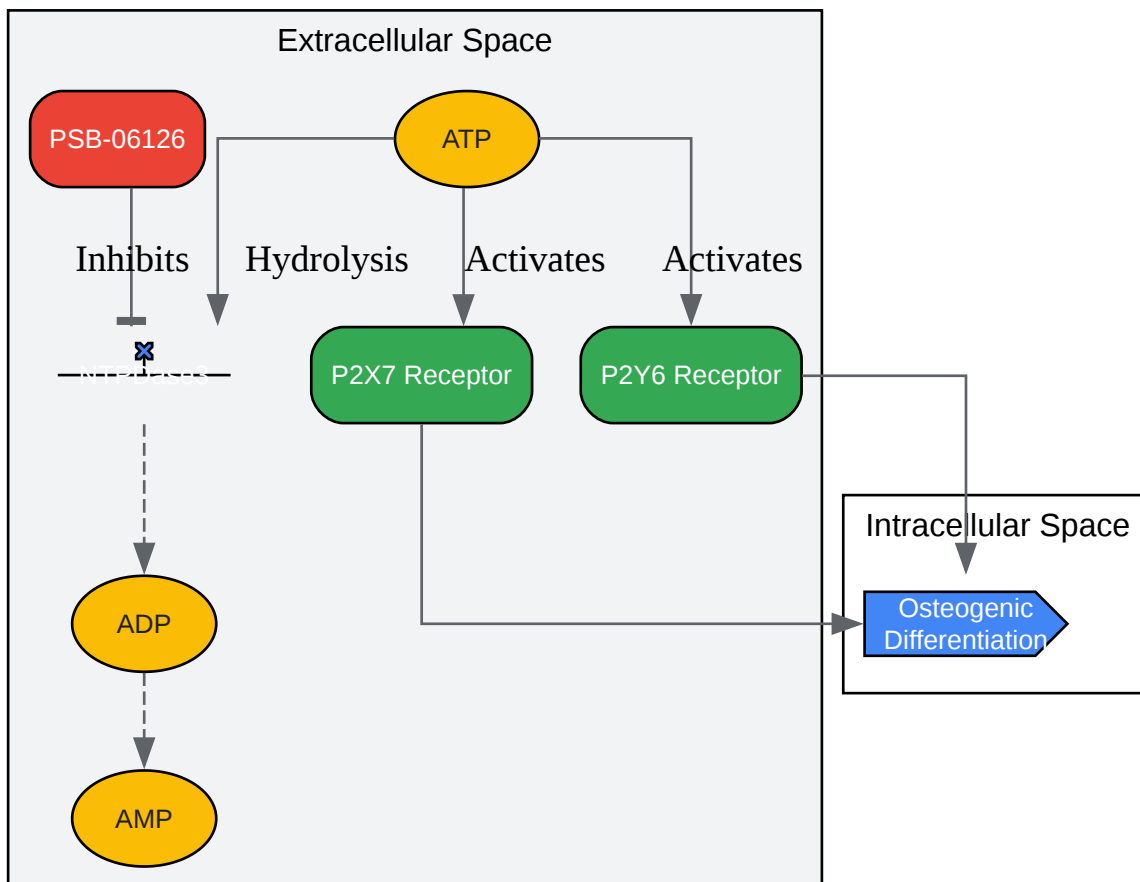 Extracellular Space
PSB-06126
ATP
Inhibits
Hydrolysis
Activates
Activates
NTPDase3
P2X7 Receptor
P2Y6 Receptor
Intracellular Space
Osteogenic
Differentiation
ADP
AMP